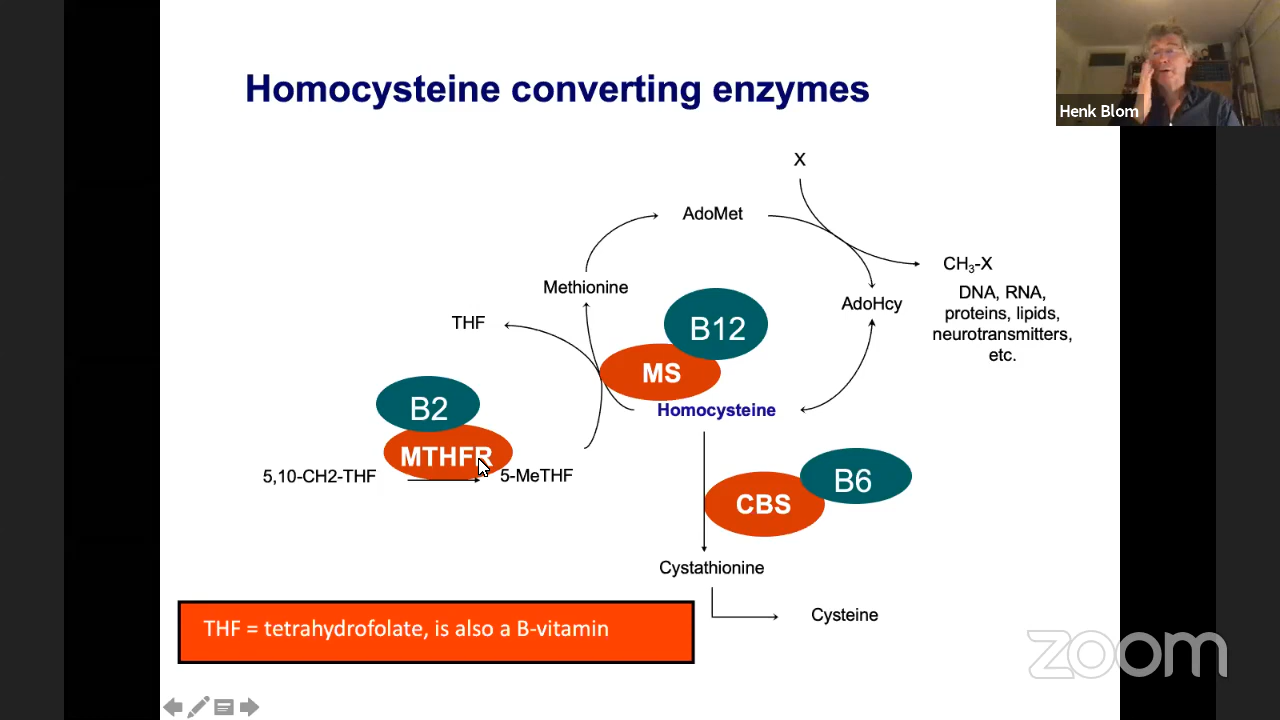 Homocysteine converting enzymes
Henk Blom
X
AdoMet
CH3-X
Methionine
AdoHcy
DNA, RNA,
proteins, lipids,
neurotransmitters,
etc.
THF
B12
MS
B2
Homocysteine
MTHFR
5,10-CH2-THF
5-MeTHF
B6
CBS
Cystathionine
Cysteine
THF = tetrahydrofolate, is also a B-vitamin
zoom